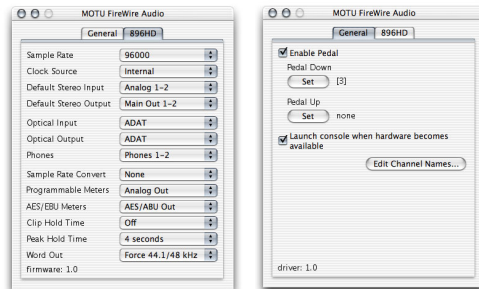 MOTU FireWire Audio
General 896HD
Sample Rate 96000
Clock Source Internal
Default Stereo Input Analog 1-2
Default Stereo Output Main Out 1-2
Optical Input ADAT
Optical Output ADAT
Phones Phones 1-2
Sample Rate Convert None
Programmable Meters Analog Out
AES/EBU Meters AES/ABU Out
Clip Hold Time Off
Peak Hold Time 4 seconds
Word Out Force 44.1/48 kHz
firmware: 1.0
MOTU FireWire Audio
General 896HD
Enable Pedal
Pedal Down
Set [3]
Pedal Up
Set none
Launch console when hardware becomes
available
Edit Channel Names...
driver: 1.0